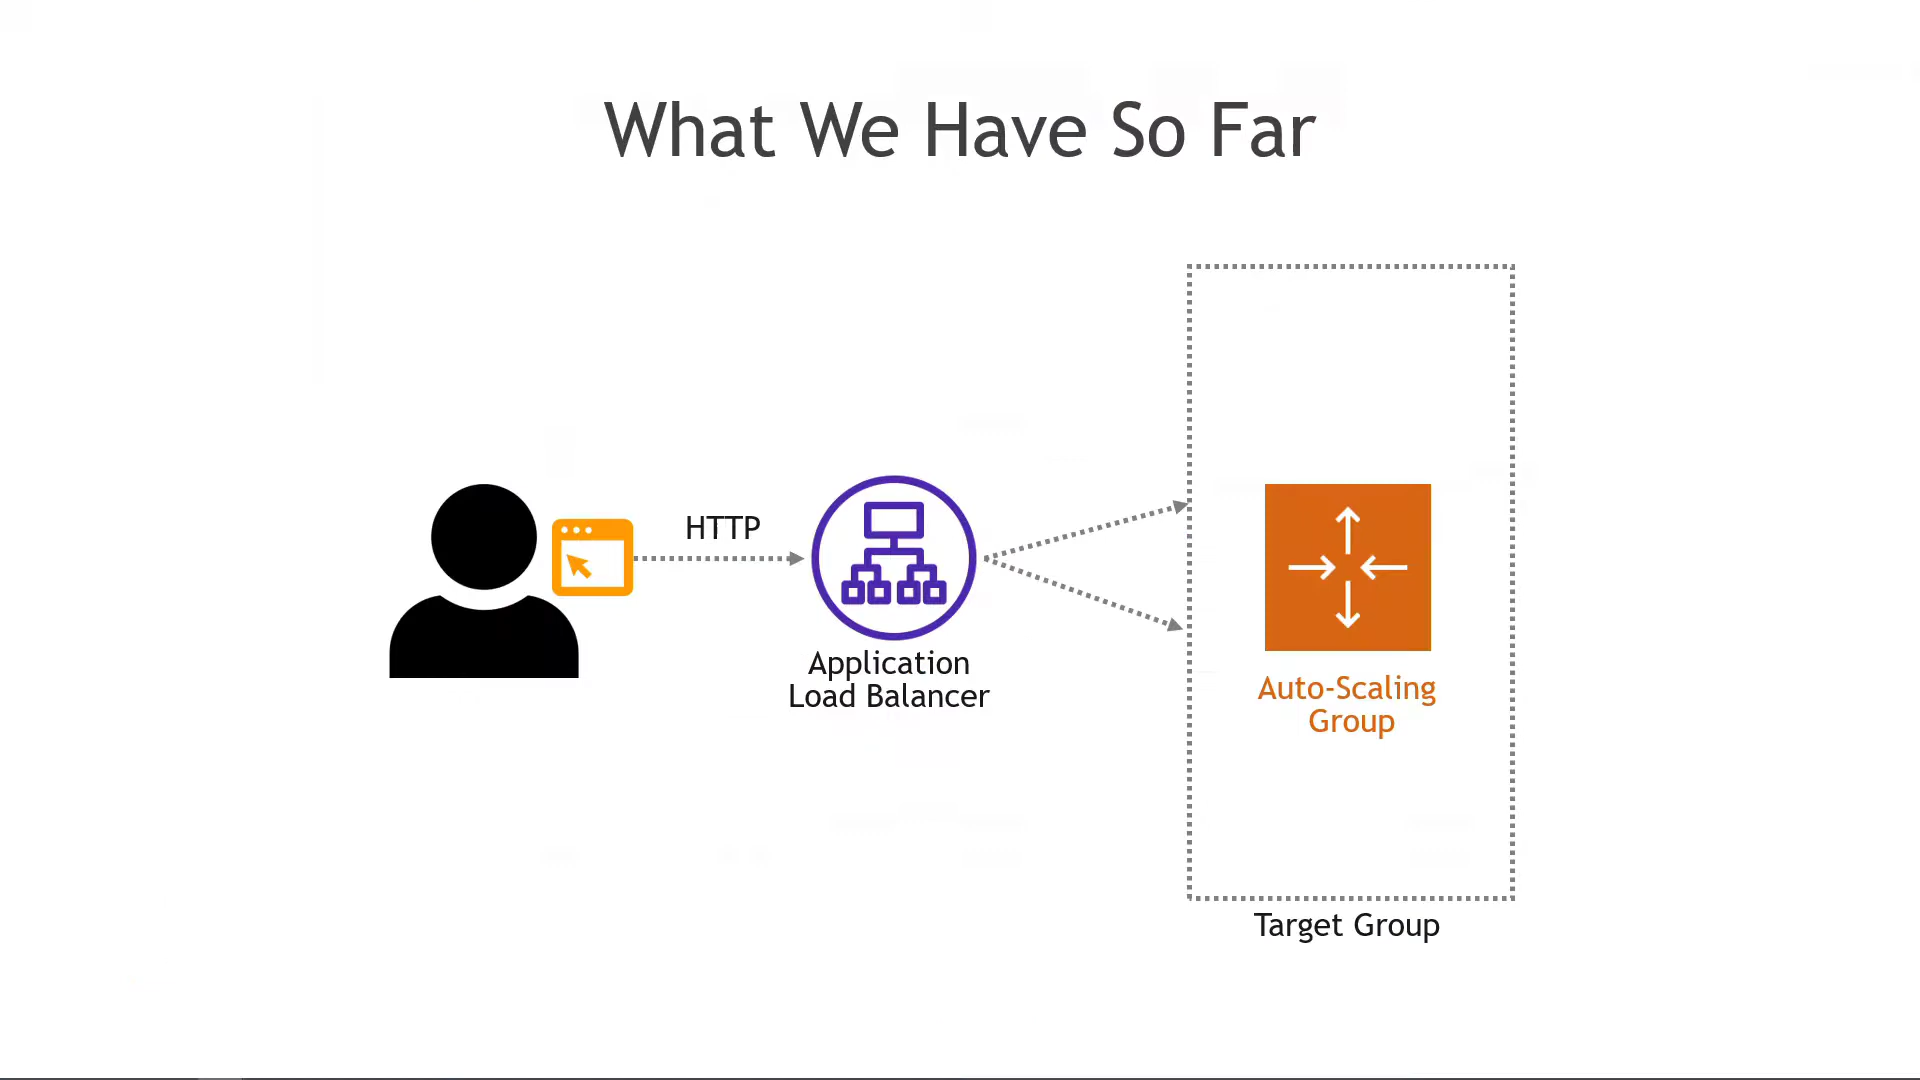 What We Have So Far
HTTP
Application
Load Balancer
Auto-Scaling
Group
Target Group